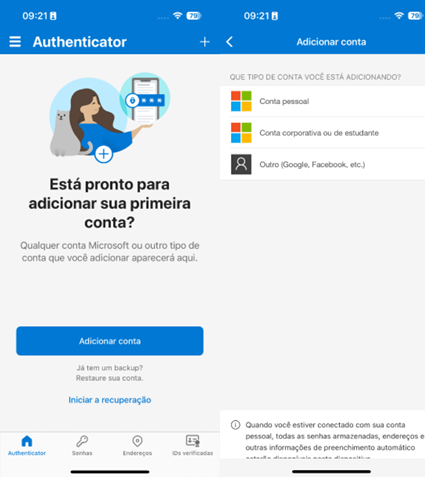 09:21
79
Authenticator
Está pronto para
adicionar sua primeira
conta?
Qualquer conta Microsoft ou outro tipo de
conta que você adicionar aparecerá aqui.
Adicionar conta
Já tem um backup?
Restaure sua conta.
Iniciar a recuperação
Authenticator
Senhas
Endereços
IDs verificadas
09:21
79
Adicionar conta
QUE TIPO DE CONTA VOCÊ ESTÁ ADICIONANDO?
Conta pessoal
Conta corporativa ou de estudante
Outro (Google, Facebook, etc.)
Quando você estiver conectado com sua conta
pessoal, todas as senhas armazenadas, endereços e
outras informações de preenchimento automático
estarão disponíveis neste dispositivo